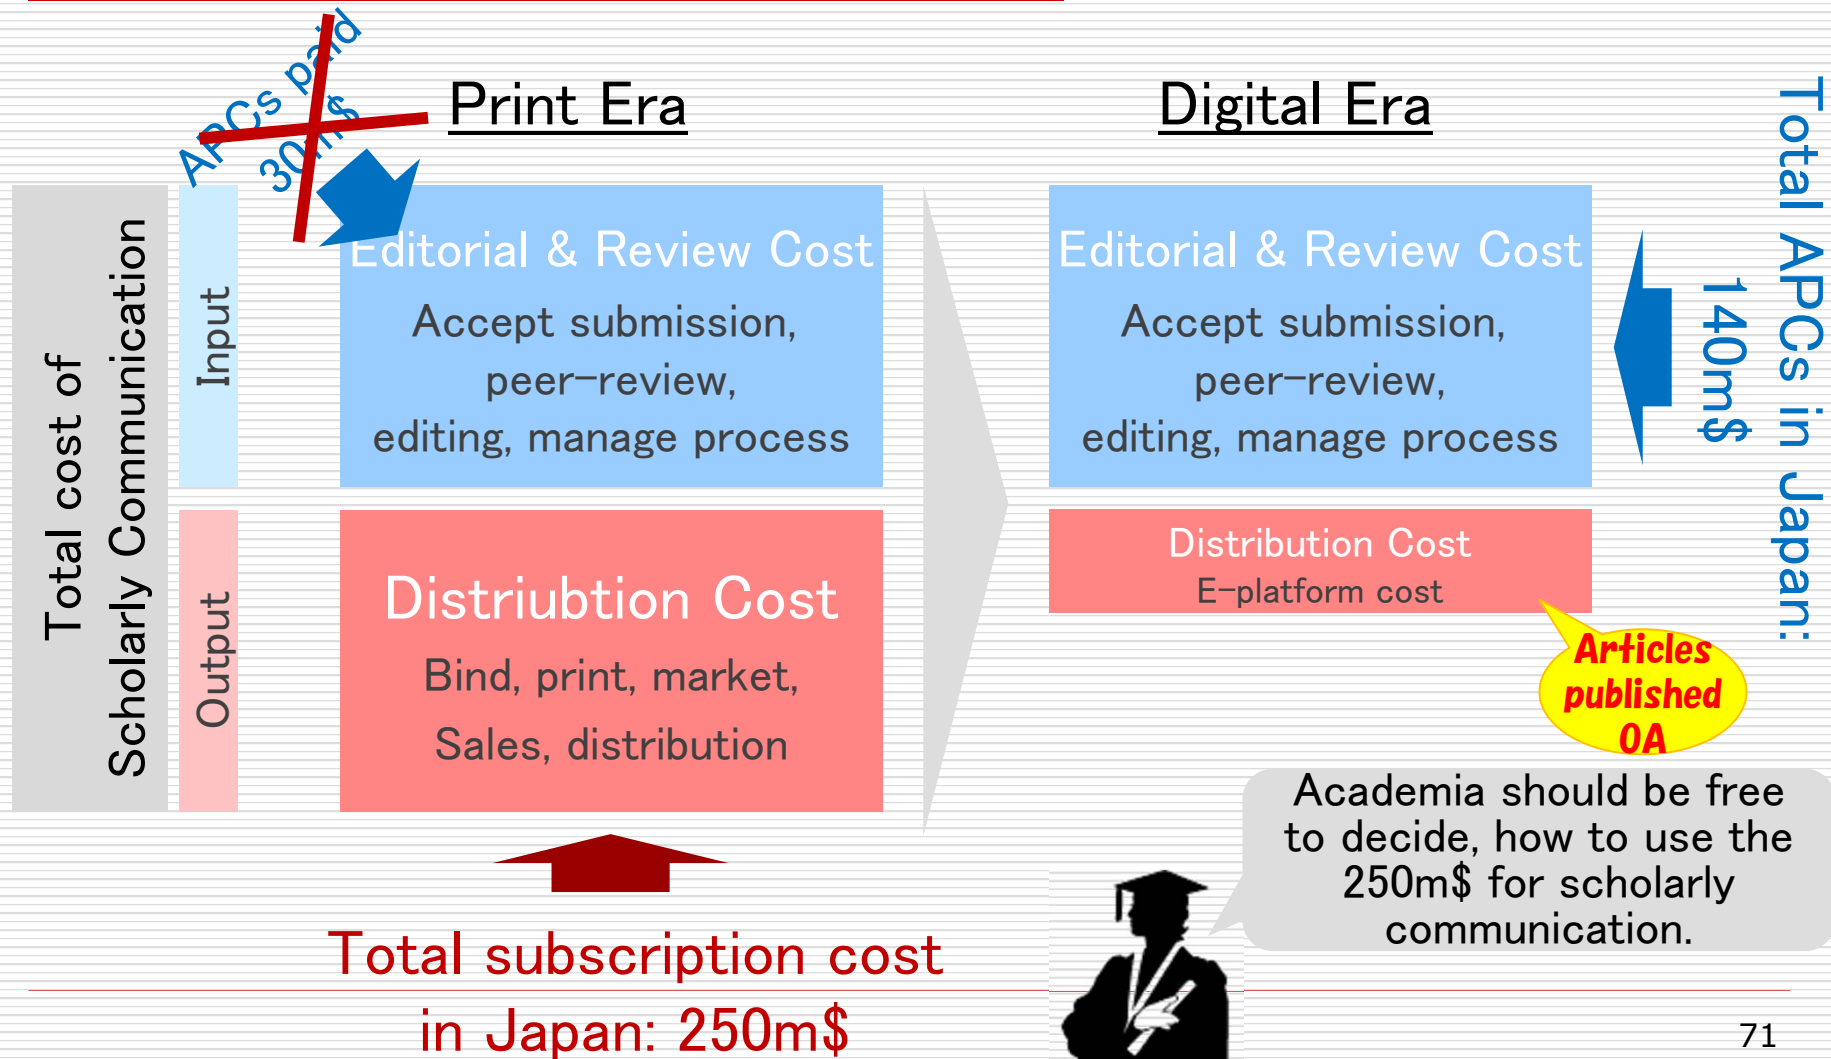 APCs paid
30m$
Print Era
Digital Era
Total cost of
Scholarly Communication
Input
Output
Editorial & Review Cost
Accept submission,
peer-review,
editing, manage process
Distriubtion Cost
Bind, print, market,
Sales, distribution
Total subscription cost
in Japan: 250m$
Editorial & Review Cost
Accept submission,
peer-review,
editing, manage process
Distribution Cost
E-platform cost
Total APCs in Japan:
140m$
Articles
published
OA
Academia should be free
to decide, how to use the
250m$ for scholarly
communication.
71